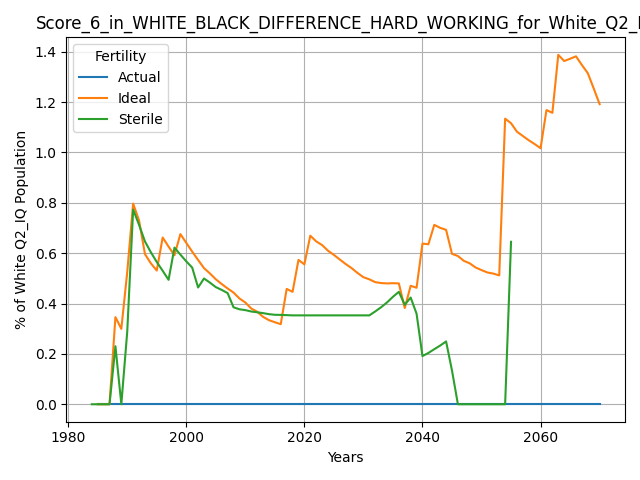 Score_6_in_WHITE_BLACK_DIFFERENCE_HARD_WORKING_for_White_Q2_I
Fertility
Actual
Ideal
Sterile
% of White Q2_IQ Population
1.4
1.2
1.0
0.8
0.6
0.4
0.2
0.0
1980
2000
2020
2040
2060
Years